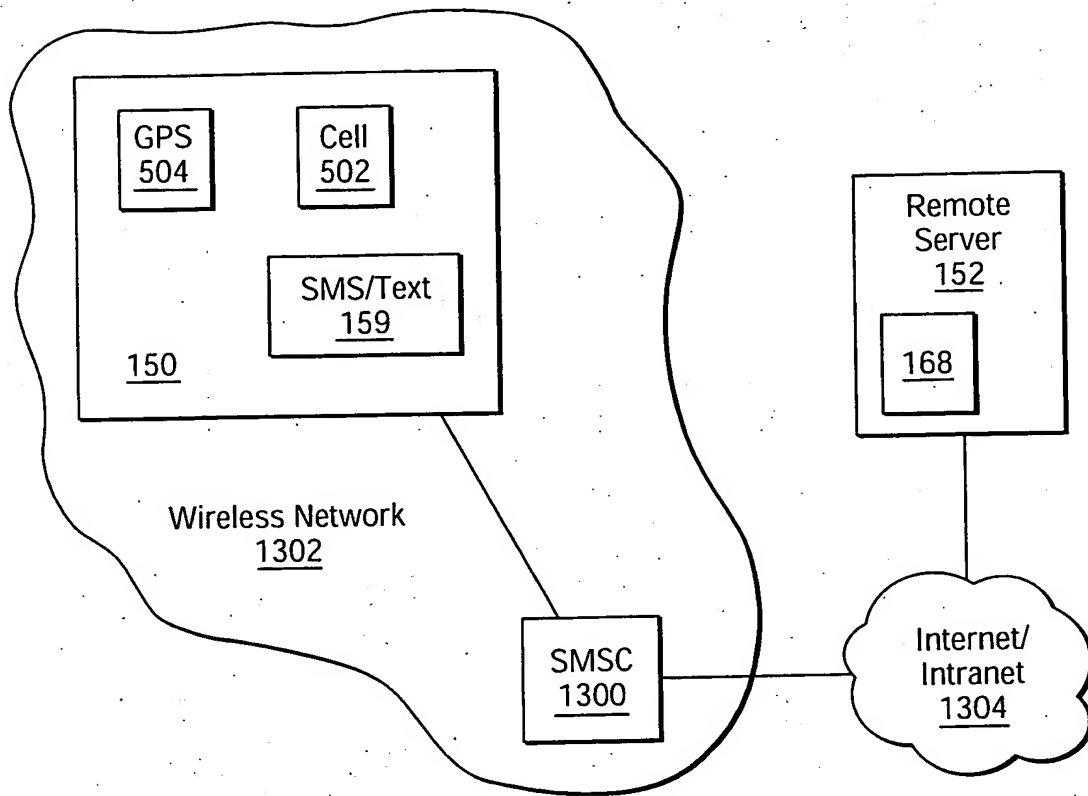 GPS
504
Cell
502
SMS/Text
159
150
Remote
Server
152
168
Wireless Network
1302
SMSC
1300
Internet/
Intranet
1304